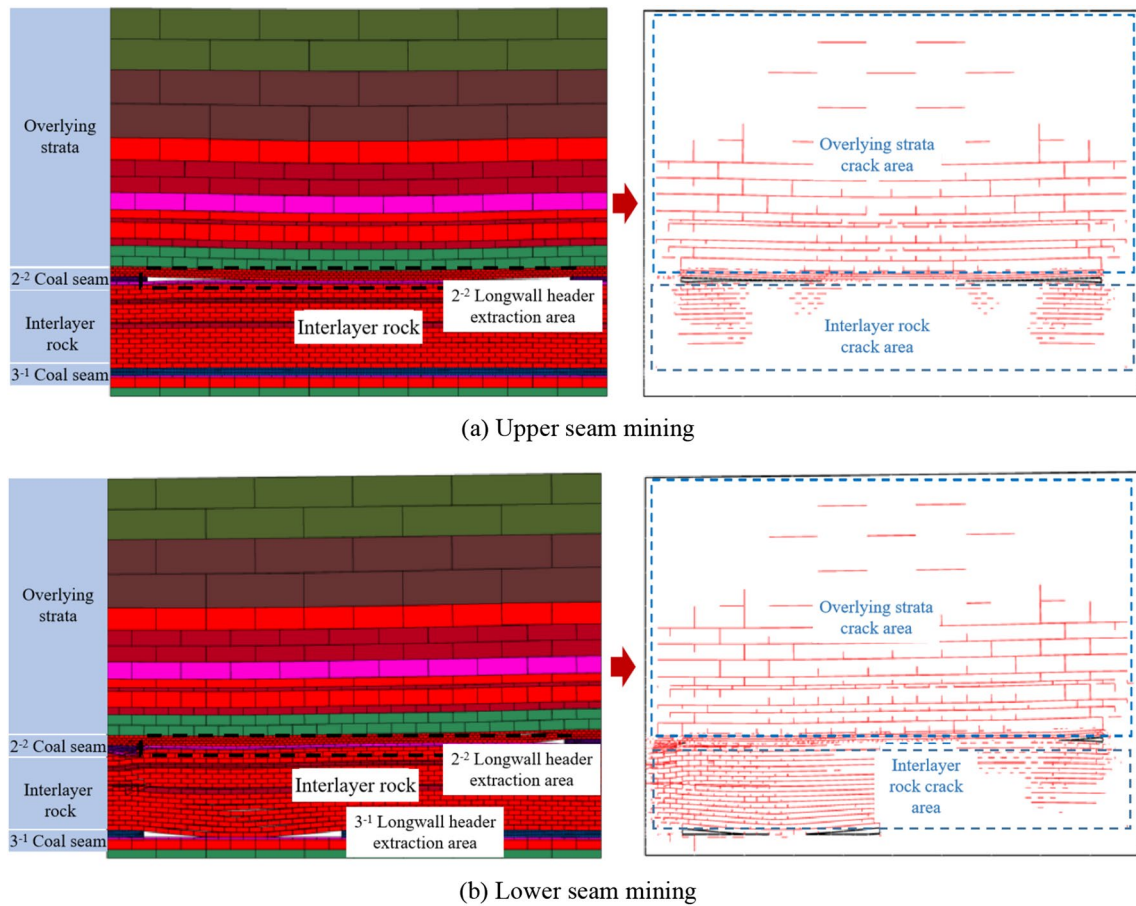 Overlying
strata
2-2 Coal seam
Interlayer
rock
3-1 Coal seam
Interlayer rock
2-2 Longwall header
extraction area
Overlying strata
crack area
Interlayer rock
crack area
(a) Upper seam mining
Overlying
strata
2-2 Coal seam
Interlayer
rock
3-1 Coal seam
Interlayer rock
2-2 Longwall header
extraction area
3-1 Longwall header
extraction area
Overlying strata
crack area
Interlayer
rock crack
area
(b) Lower seam mining